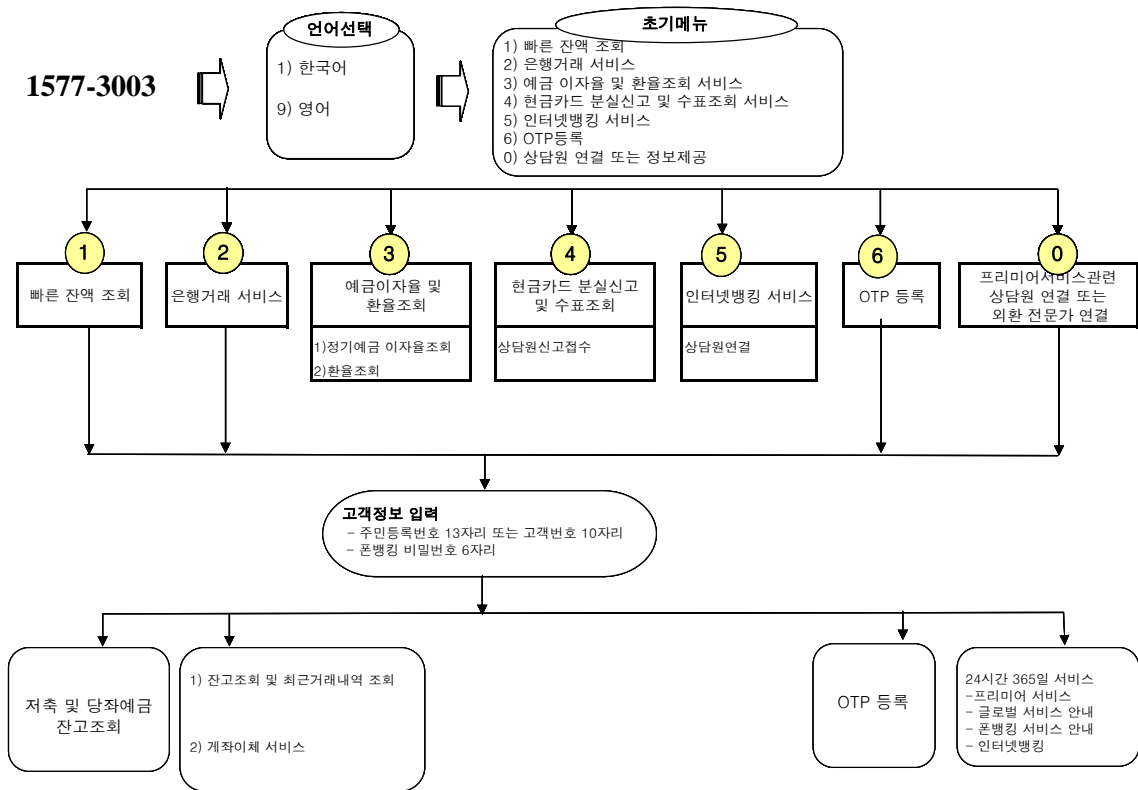 1577-3003
언어선택
1) 한국어
9) 영어
초기메뉴
1) 빠른 잔액 조회
2) 은행거래 서비스
3) 예금 이자율 및 환율조회 서비스
4) 현금카드 분실신고 및 수표조회 서비스
5) 인터넷뱅킹 서비스
6) OTP등록
0) 상담원 연결 또는 정보제공
1
빠른 잔액 조회
2
은행거래 서비스
3
예금이자율 및
환율조회
1)정기예금 이자율조회
2)환율조회
4
현금카드 분실신고
및 수표조회
상담원신고접수
5
인터넷뱅킹 서비스
상담원연결
6
OTP 등록
0
프리미어서비스관련
상담원 연결 또는
외환 전문가 연결
고객정보 입력
- 주민등록번호 13자리 또는 고객번호 10자리
- 폰뱅킹 비밀번호 6자리
저축 및 당좌예금
잔고조회
1) 잔고조회 및 최근거래내역 조회
2) 게좌이체 서비스
OTP 등록
24시간 365일 서비스
-프리미어 서비스
- 글로벌 서비스 안내
- 폰뱅킹 서비스 안내
- 인터넷뱅킹